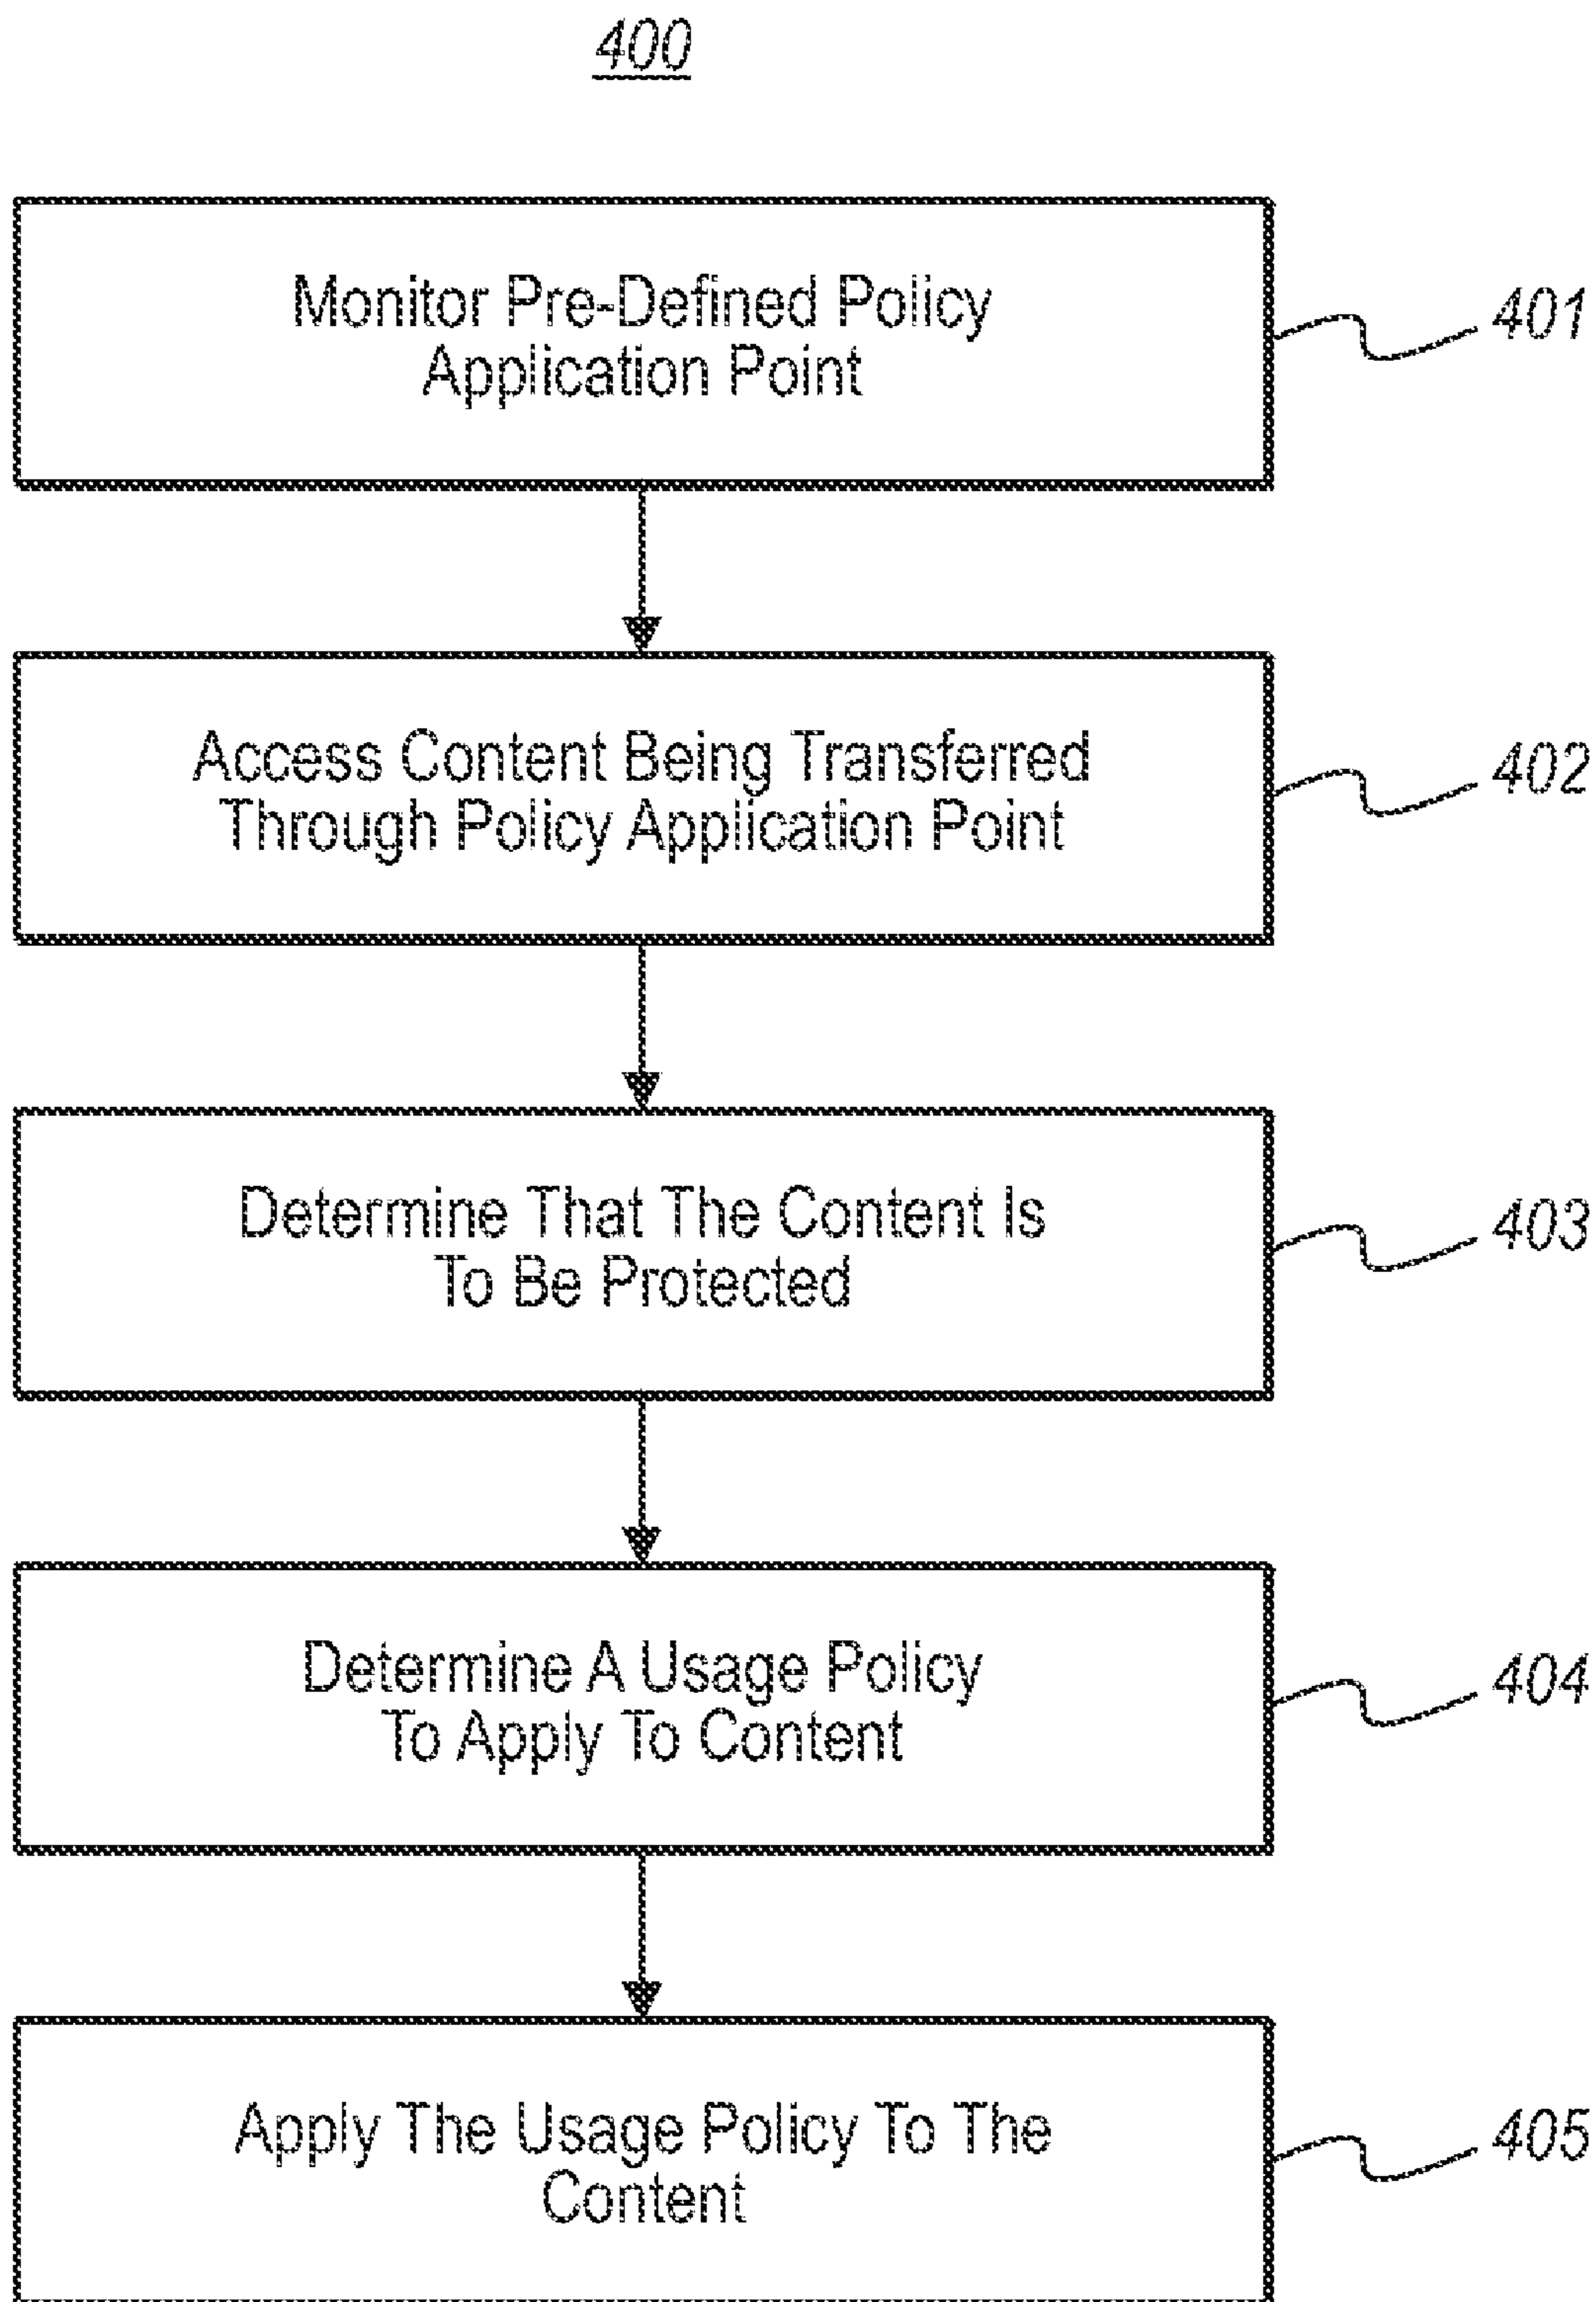 400
Monitor Pre-Defined Policy
Application Point
401
Access Content Being Transferred
Through Policy Application Point
402
Determine That The Content Is
To Be Protected
403
Determine A Usage Policy
To Apply To Content
404
Apply The Usage Policy To The
Content
405